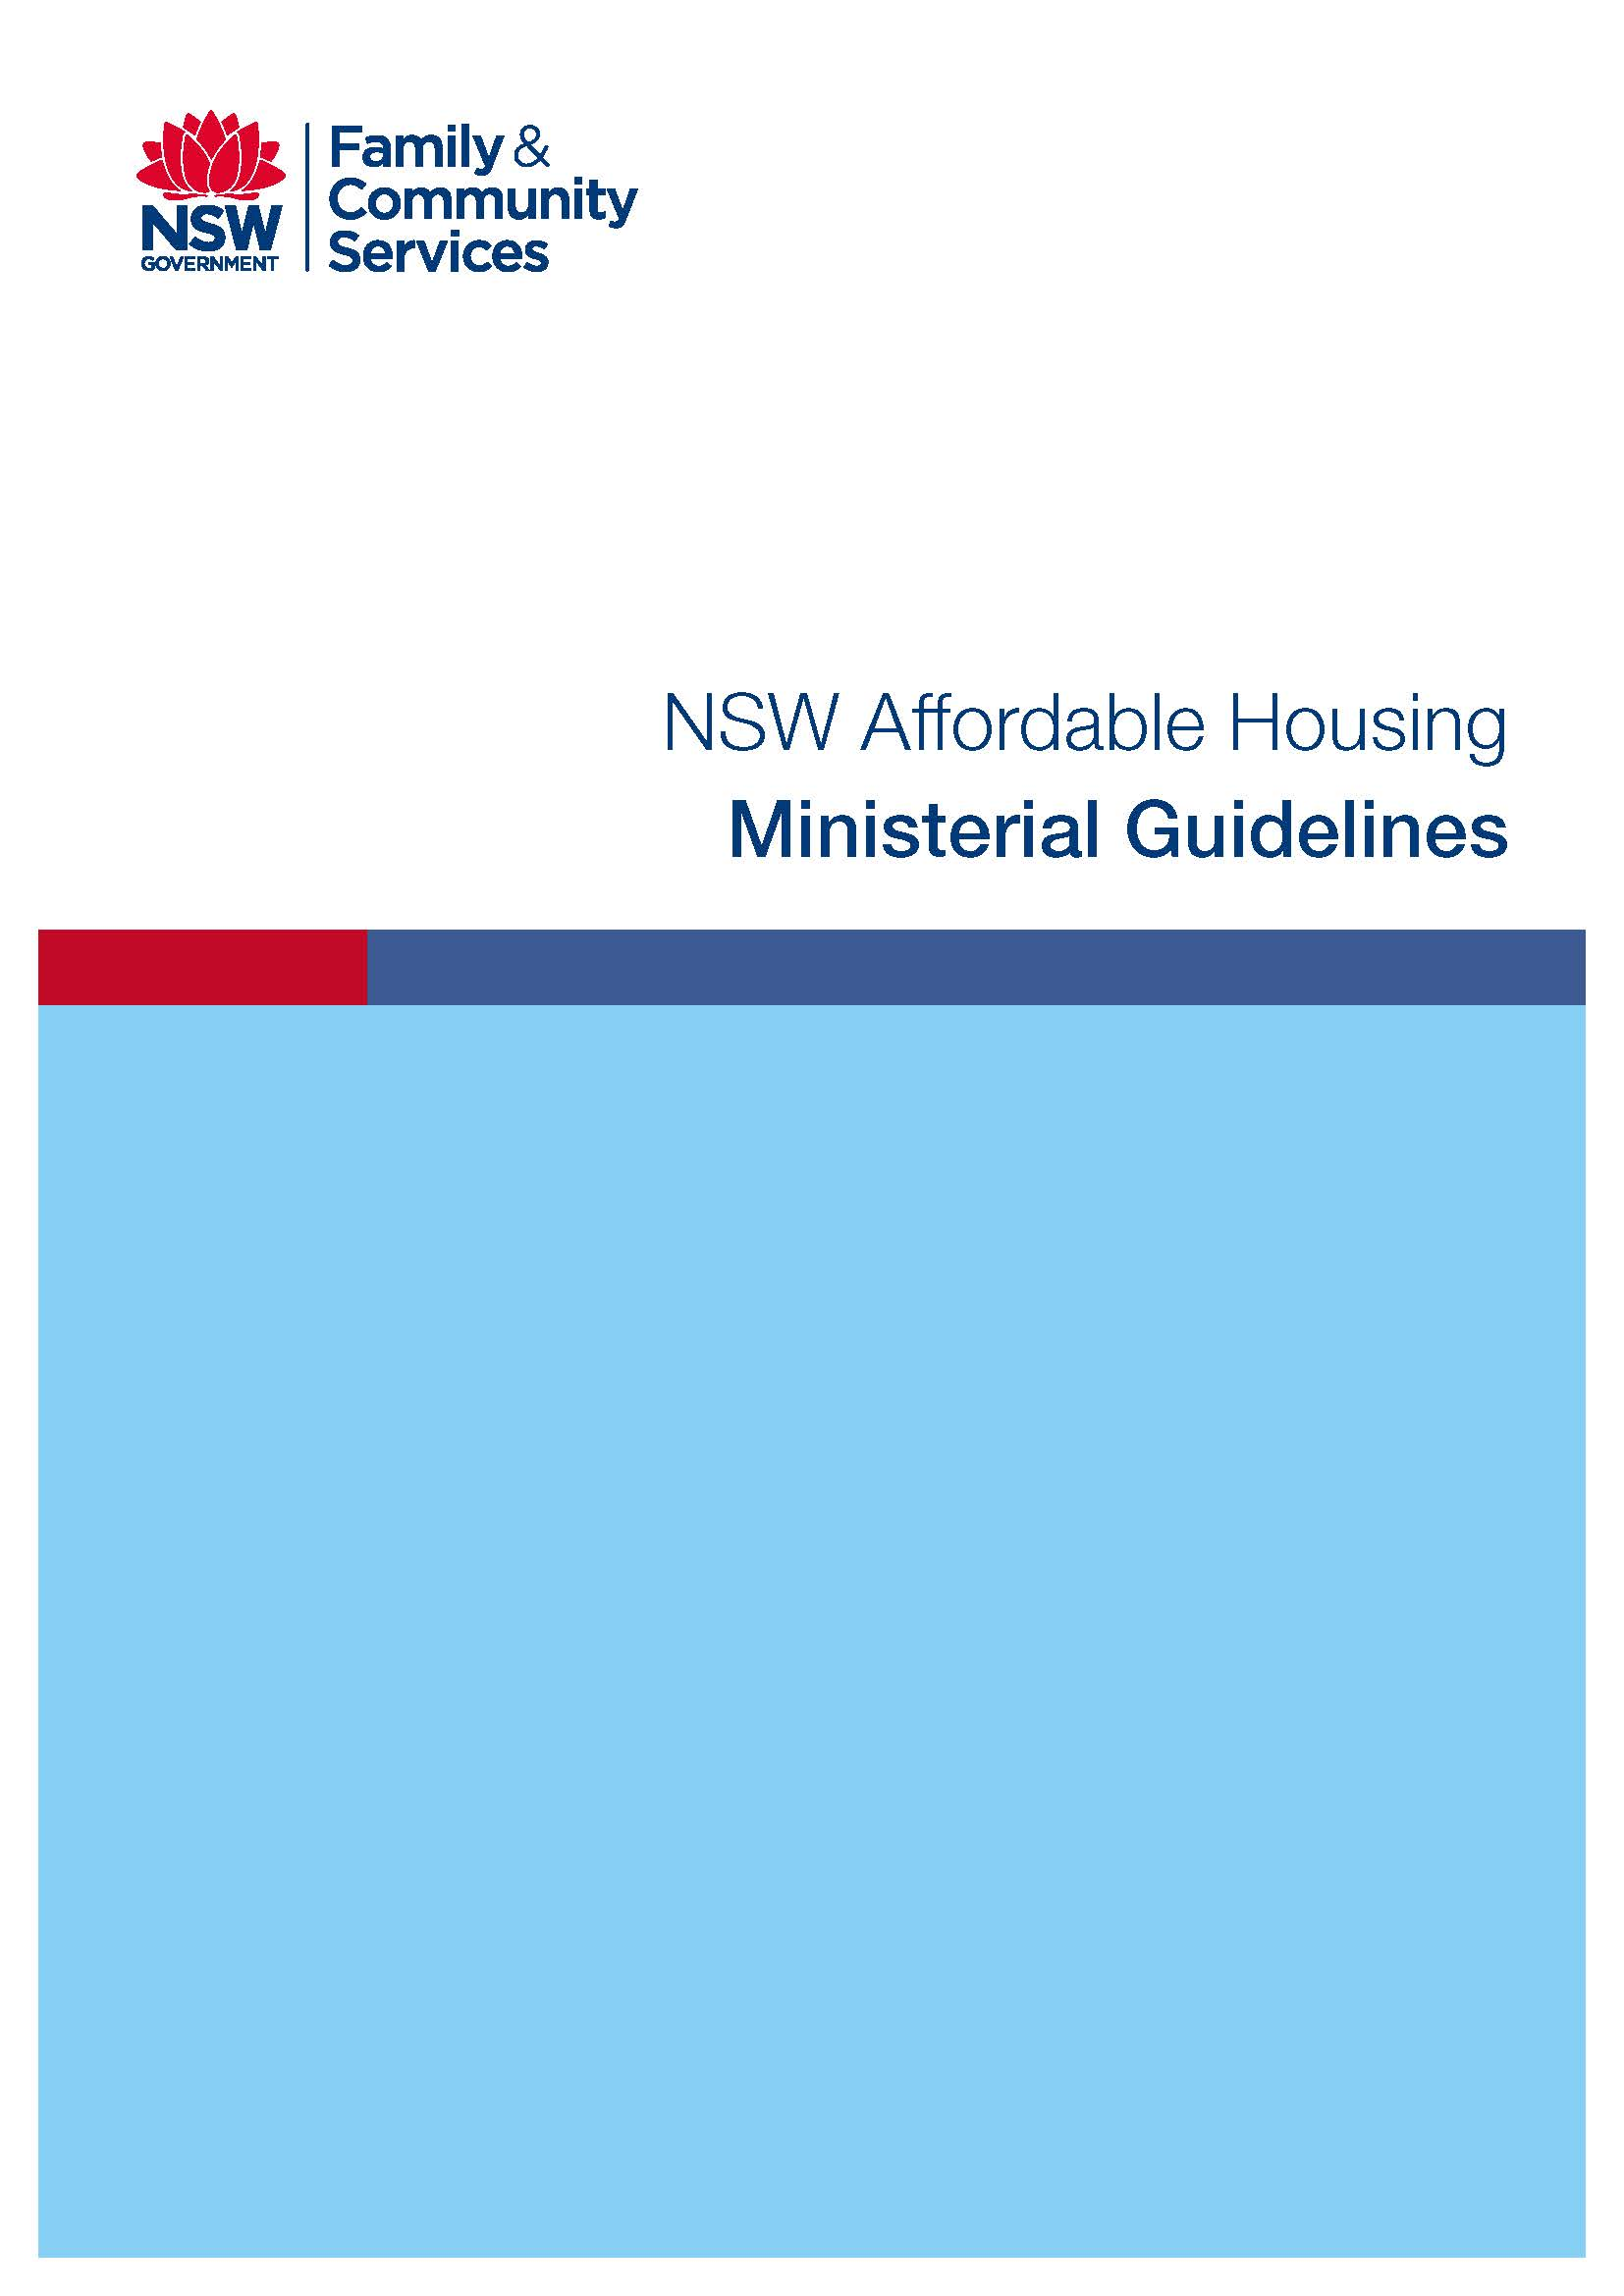 NSW
GOVERNMENT
Family &
Community
Services
NSW Affordable Housing
Ministerial Guidelines